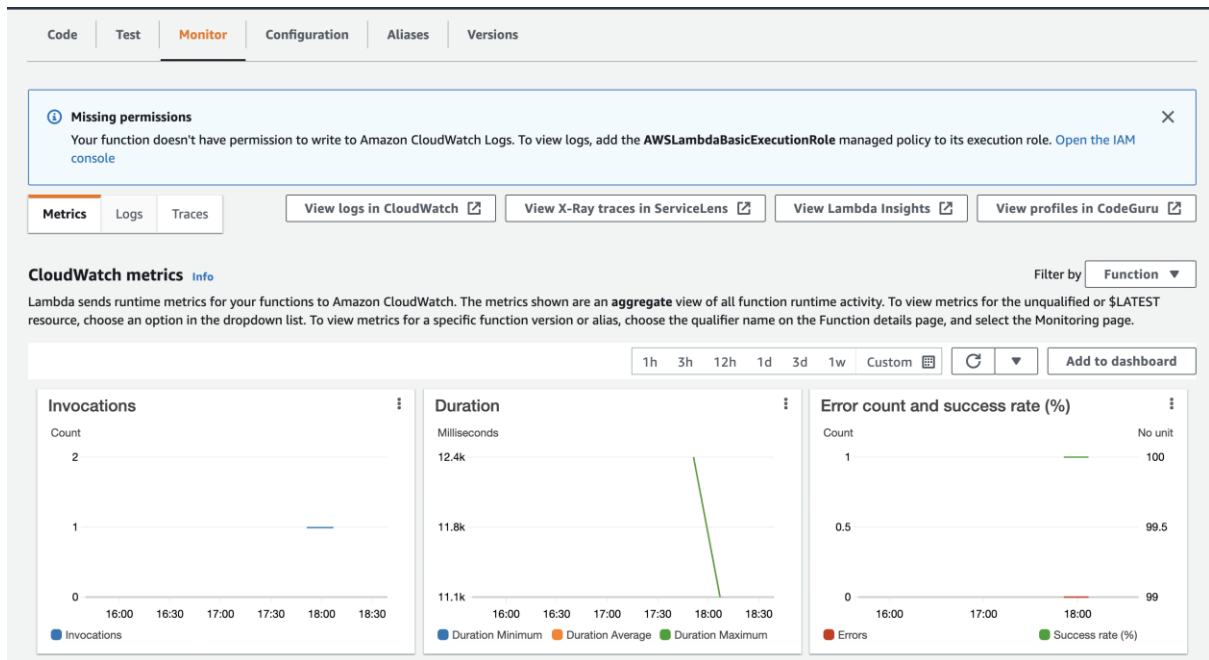 Code Test Monitor Configuration Aliases Versions
Missing permissions
Your function doesn't have permission to write to Amazon CloudWatch Logs. To view logs, add the AWSLambdaBasicExecutionRole managed policy to its execution role. Open the IAM
console
Metrics Logs Traces View logs in CloudWatch View X-Ray traces in ServiceLens View Lambda Insights View profiles in CodeGuru
CloudWatch metrics Info Filter by Function
Lambda sends runtime metrics for your functions to Amazon CloudWatch. The metrics shown are an aggregate view of all function runtime activity. To view metrics for the unqualified or $LATEST
resource, choose an option in the dropdown list. To view metrics for a specific function version or alias, choose the qualifier name on the Function details page, and select the Monitoring page.
1h 3h 12h 1d 3d 1w Custom Add to dashboard
Invocations
Count
2
1
0
16:00 16:30 17:00 17:30 18:00 18:30
Invocations
Duration
Milliseconds
12.4k
11.8k
11.1k
16:00 16:30 17:00 17:30 18:00 18:30
Duration Minimum Duration Average Duration Maximum
Error count and success rate (%)
Count No unit
1 100
0.5 99.5
0 99
16:00 17:00 18:00
Errors Success rate (%)